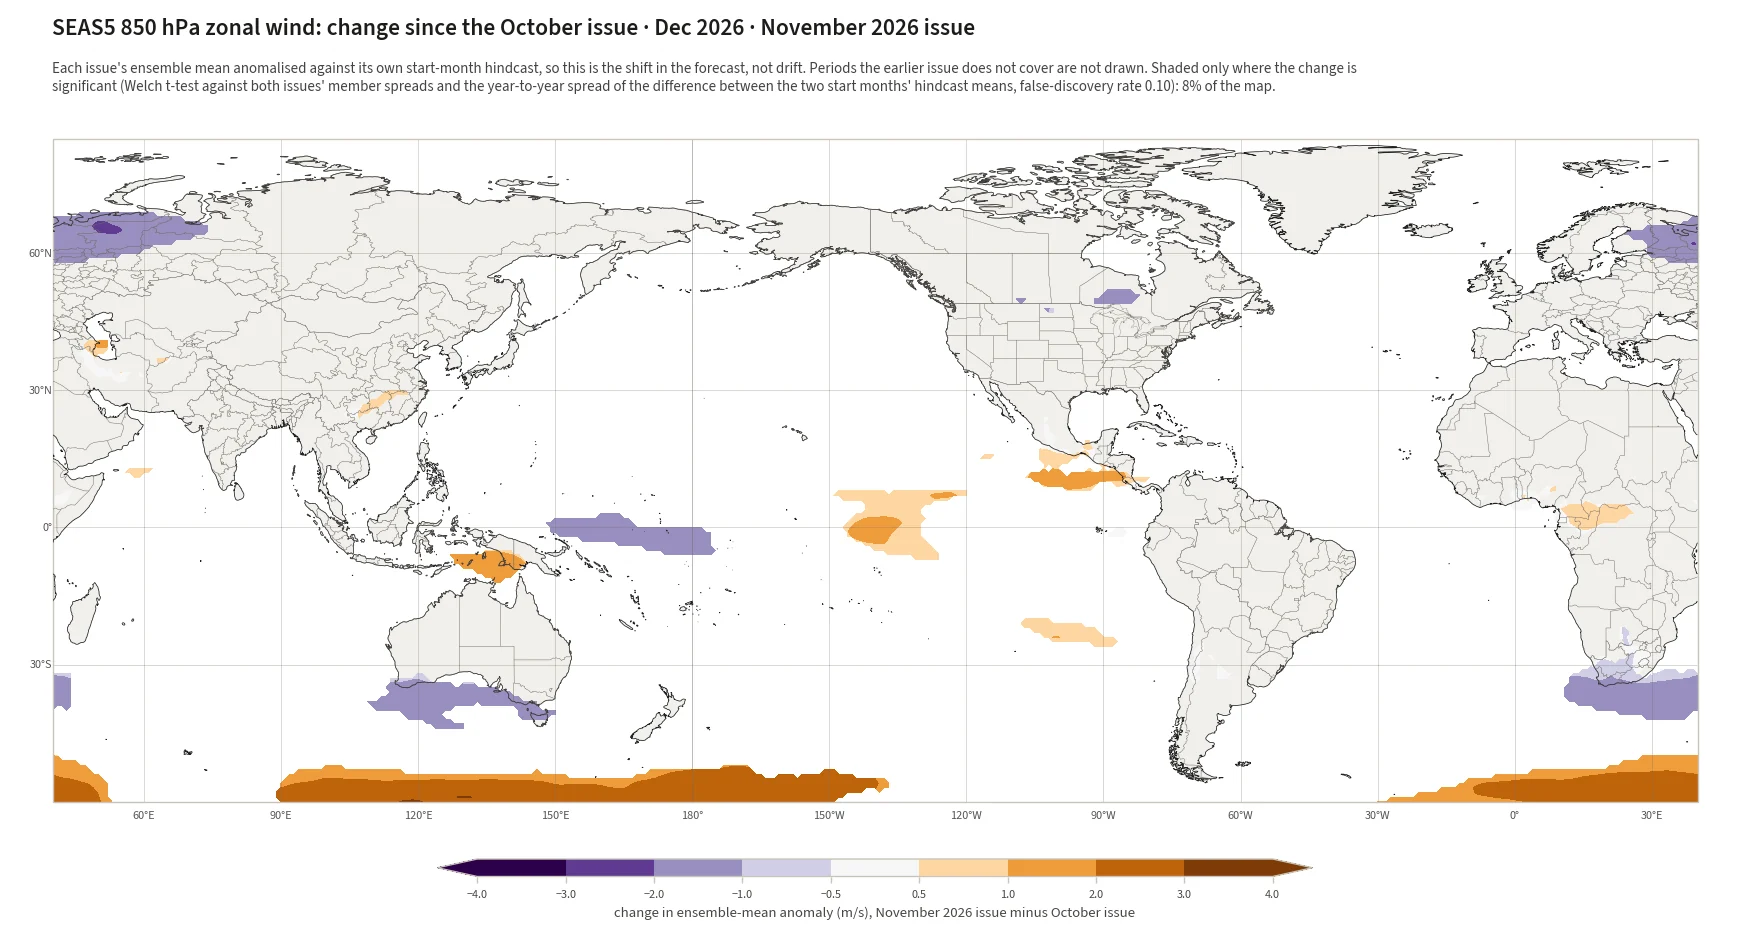 SEAS5 850 hPa zonal wind: change since the October issue · Dec 2026 · November 2026 issue
Each issue's ensemble mean anomalised against its own start-month hindcast, so this is the shift in the forecast, not drift. Periods the earlier issue does not cover are not drawn. Shaded only where the change is
significant (Welch t-test against both issues' member spreads and the year-to-year spread of the difference between the two start months' hindcast means, false-discovery rate 0.10): 8% of the map.
60°N
30°N
0°
30°S
60°E 90°E 120°E 150°E 180° 150°W 120°W 90°W 60°W 30°W 0° 30°E
−4.0 −3.0 −2.0 −1.0 −0.5 0.5 1.0 2.0 3.0 4.0
change in ensemble-mean anomaly (m/s), November 2026 issue minus October issue